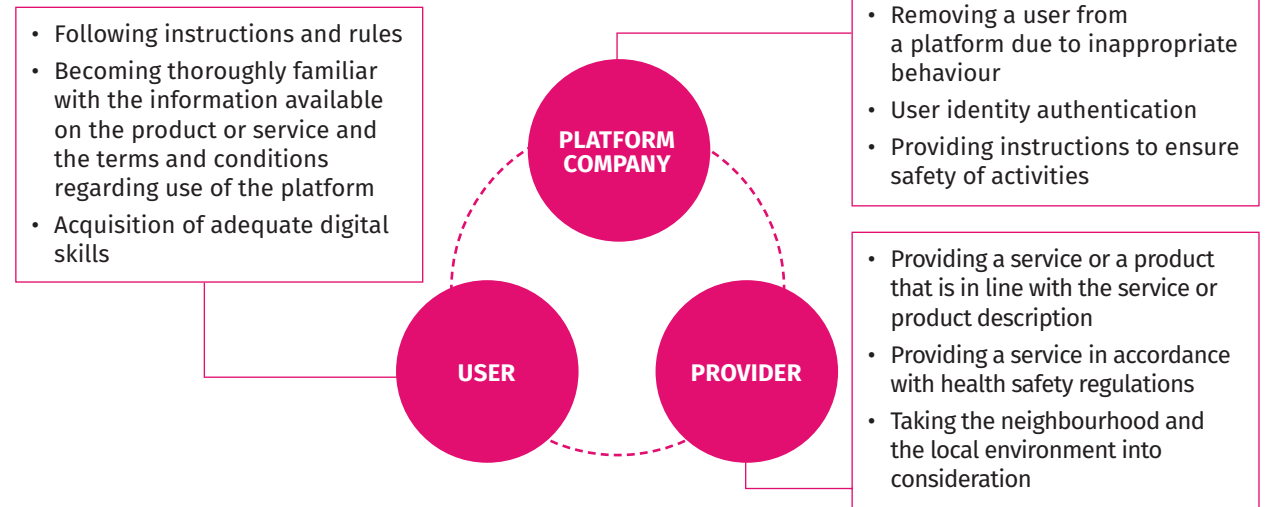 • Following instructions and rules
• Becoming thoroughly familiar
with the information available
on the product or service and
the terms and conditions
regarding use of the platform
• Acquisition of adequate digital
skills
PLATFORM
COMPANY
• Removing a user from
a platform due to inappropriate
behaviour
• User identity authentication
• Providing instructions to ensure
safety of activities
USER
PROVIDER
• Providing a service or a product
that is in line with the service or
product description
• Providing a service in accordance
with health safety regulations
• Taking the neighbourhood and
the local environment into
consideration